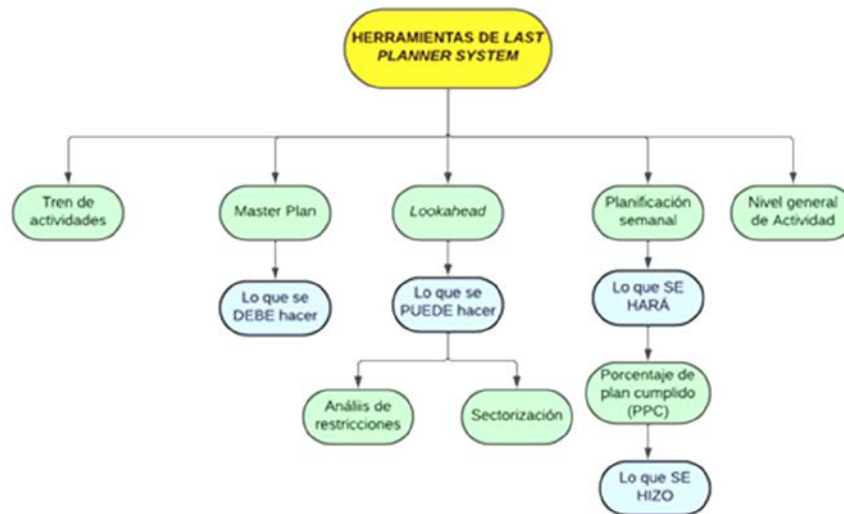 HERRAMIENTAS DE LAST
PLANNER SYSTEM
Tren de
actividades
Master Plan
Lookahead
Planificación
semanal
Nivel general
de Actividad
Lo que se
DEBE hacer
Lo que se
PUEDE hacer
Lo que SE
HARÁ
Análiis de
restricciones
Sectorización
Porcentaje de
plan cumplido
(PPC)
Lo que SE
HIZO